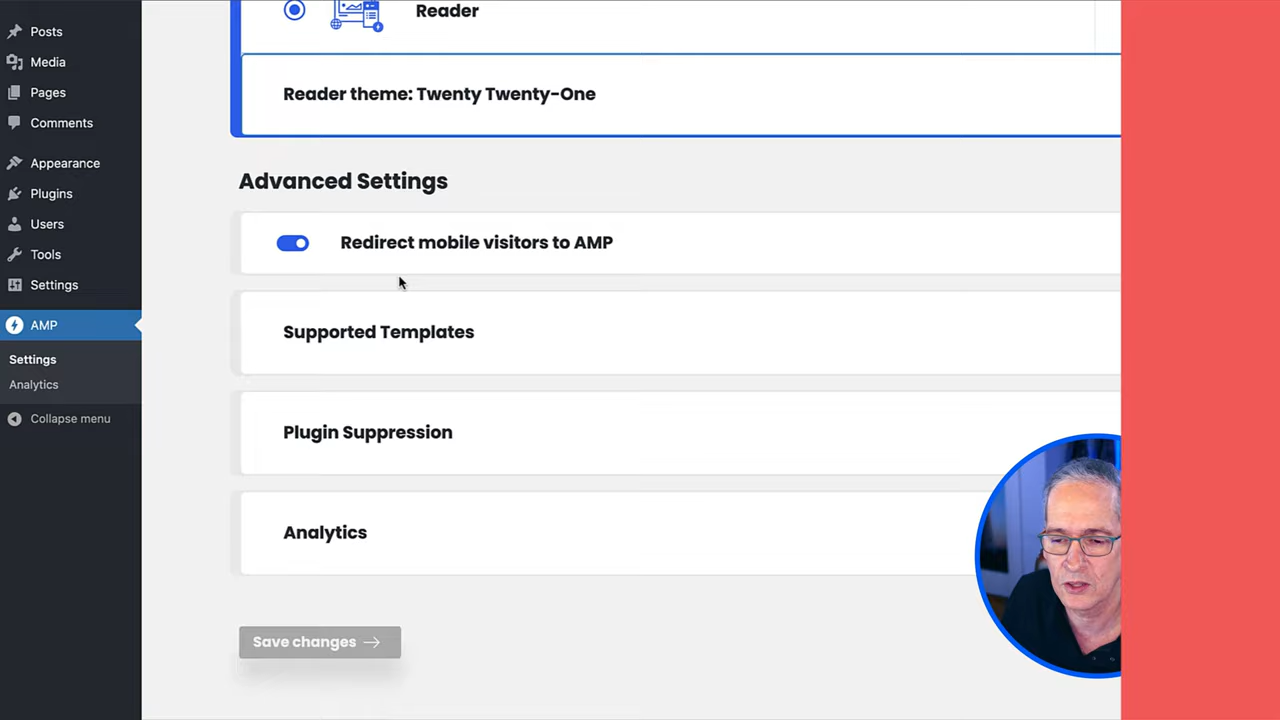 Posts
Media
Pages
Comments
Appearance
Plugins
Users
Tools
Settings
AMP
Settings
Analytics
Collapse menu
Reader
Reader theme: Twenty Twenty-One
Advanced Settings
Redirect mobile visitors to AMP
Supported Templates
Plugin Suppression
Analytics
Save changes